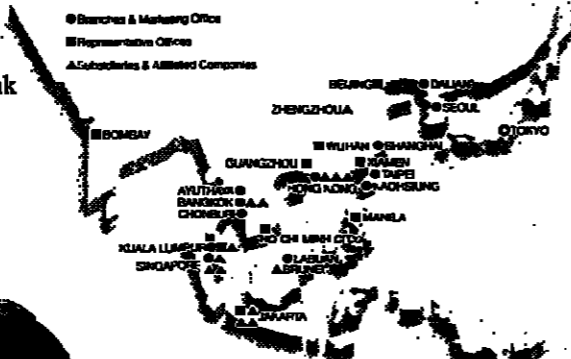 Branches & Marketing Office
Representative Offices
Subsidiaries & Affiliated Companies
BEIJING
DALIAN
ZHENGZHOU
SEOUL
TOKYO
BOMBAY
WUHAN
SHANGHAI
GUANGZHOU
XIAMEN
TAIPEI
AYUTHAYA
HONG KONG
KAOHSIUNG
BANGKOK
CHONBURI
MANILA
HO CHI MINH CITY
KUALA LUMPUR
SINGAPORE
LABUAN
BRUNEI
JAKARTA